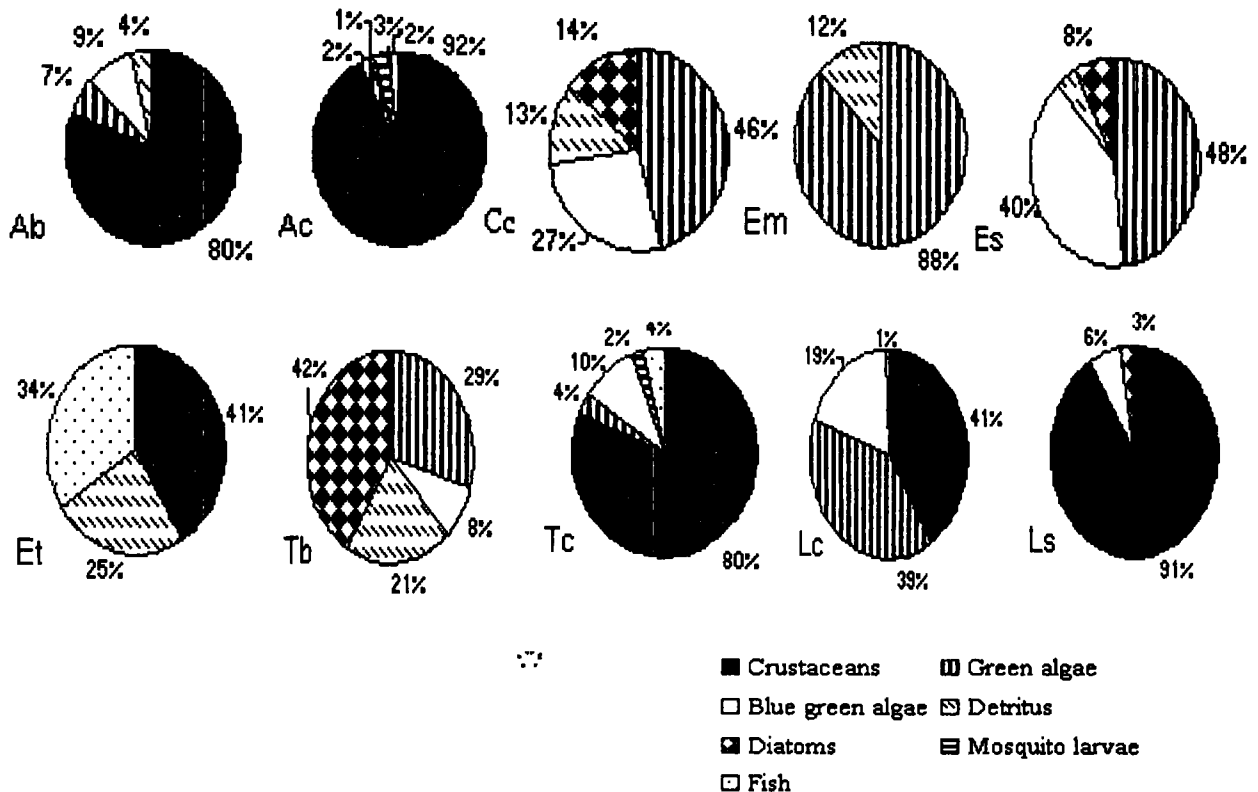 9% 4%
7%
Ab
80%
1% 3% 2% 92%
2%
Ac
14%
13%
46%
Cc
27%
12%
Em
88%
8%
48%
40%
Es
34%
41%
Et
25%
42%
29%
Tb
8%
21%
2% 4%
10%
4%
Tc
80%
1%
19%
41%
Lc
39%
6% 3%
Ls
91%
Crustaceans Green algae
Blue green algae Detritus
Diatoms Mosquito larvae
Fish